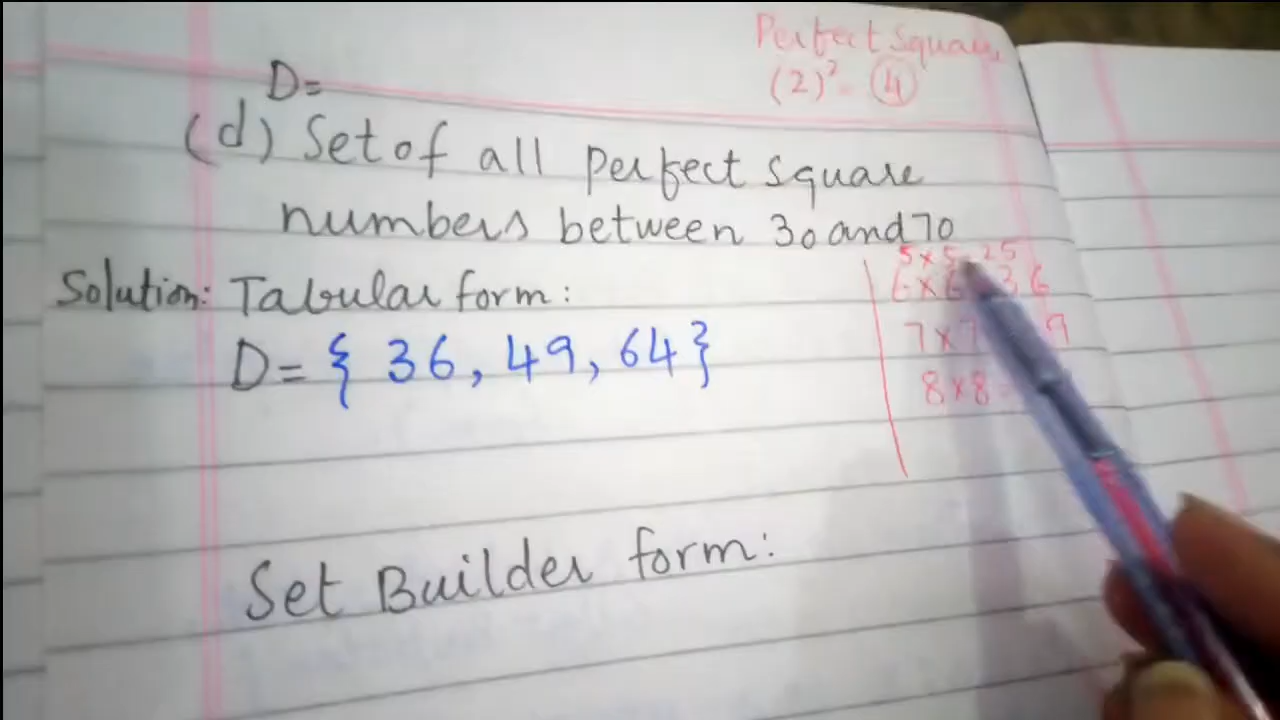 Perfect Square
(2)² = 4
D=
(d) Set of all Perfect Square
numbers between 30 and 70
5×5=25
6×6 36
Solution: Tabular form:
7×7 9
D= { 36, 49, 64}
8×8=
Set Builder form: